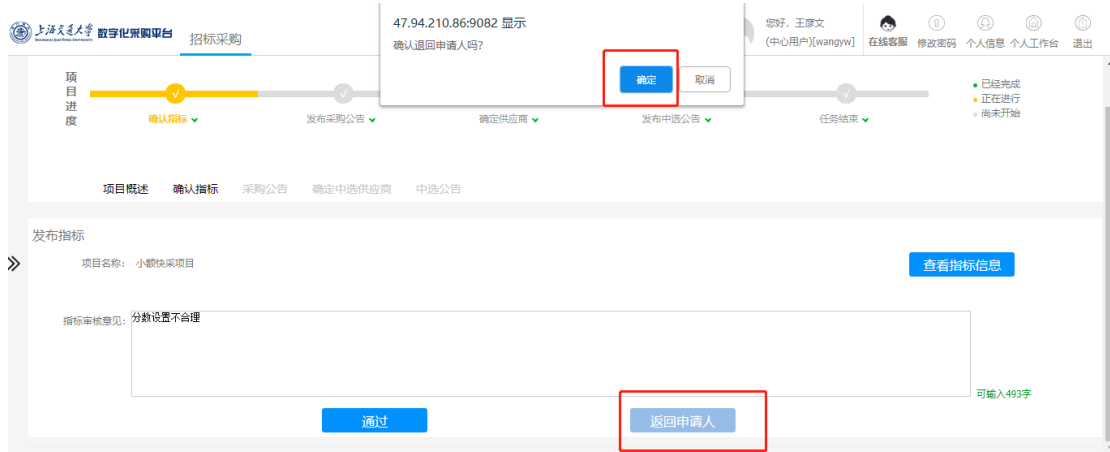 47.94.210.86:9082 显示
确认退回申请人吗？
确定 取消
上海交通大学 数字化采购平台 招标采购
您好，王彦文
(中心用户)[wangyw]
在线客服 修改密码 个人信息 个人工作台 退出
项目进度
确认指标 发布采购公告 确定供应商 发布中选公告 任务结束
已经完成
正在进行
尚未开始
项目概述 确认指标 采购公告 确定中选供应商 中选公告
发布指标
项目名称： 小额快采项目
查看指标信息
指标审核意见： 分数设置不合理
可输入493字
通过 返回申请人